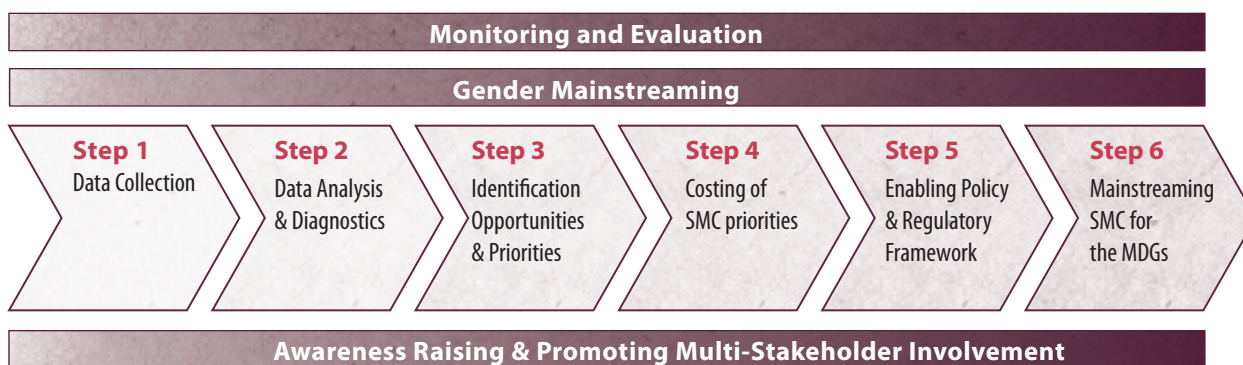 Monitoring and Evaluation
Gender Mainstreaming
Step 1
Data Collection
Step 2
Data Analysis
& Diagnostics
Step 3
Identification
Opportunities
& Priorities
Step 4
Costing of
SMC priorities
Step 5
Enabling Policy
& Regulatory
Framework
Step 6
Mainstreaming
SMC for
the MDGs
Awareness Raising & Promoting Multi-Stakeholder Involvement